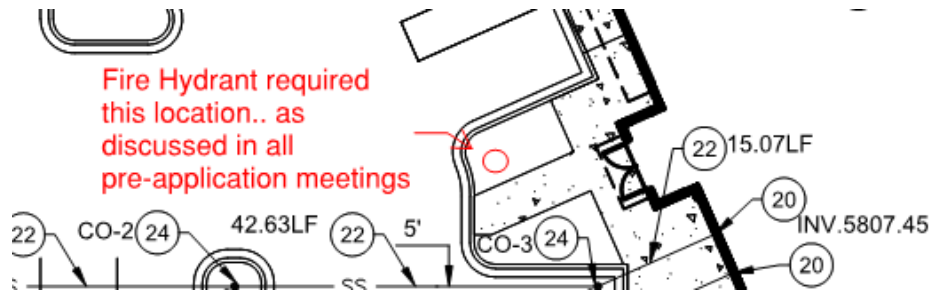 Fire Hydrant required
this location.. as
discussed in all
pre-application meetings
22
15.07LF
20
INV.5807.45
22
CO-2
24
42.63LF
22
5'
CO-3
24
20
SS